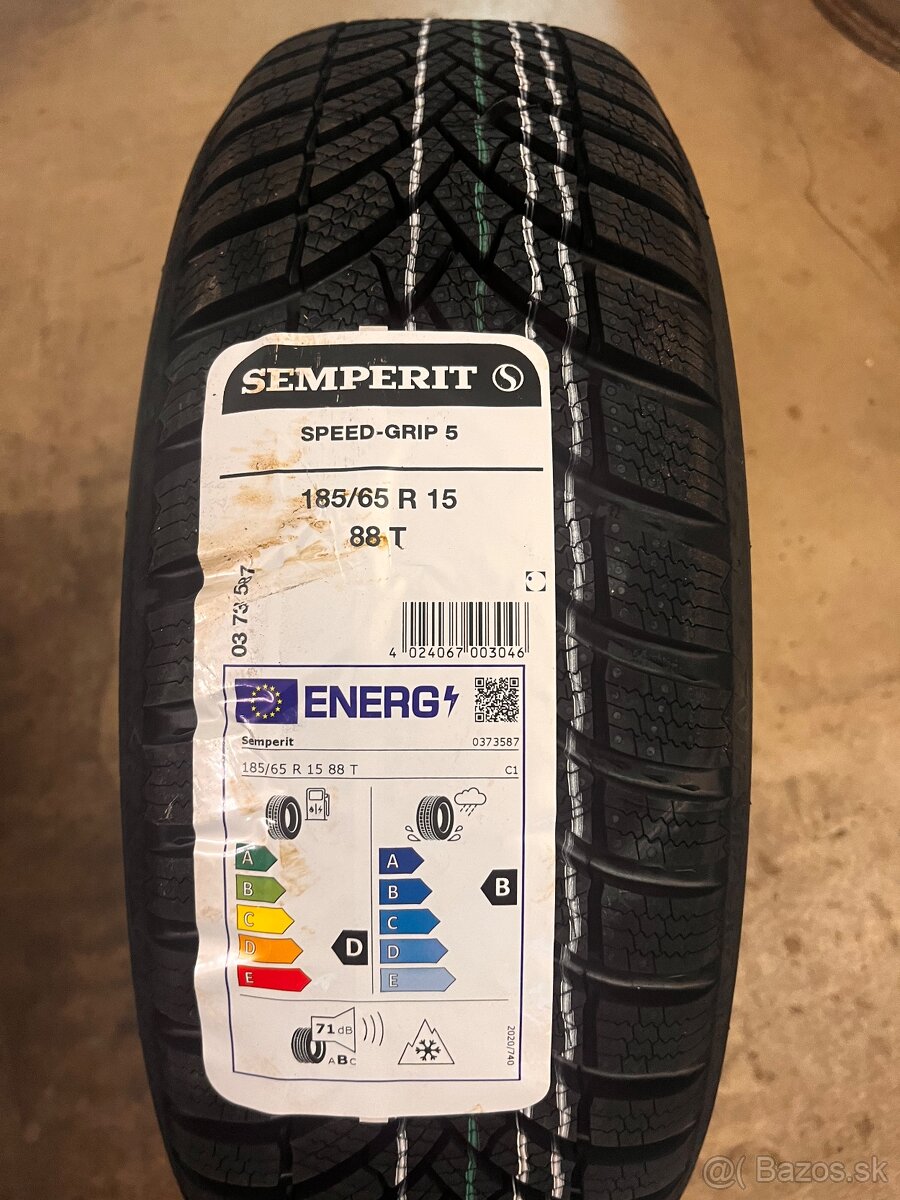 SEMPERIT S
SPEED-GRIP 5
185/65 R 15
88 T
03 73 587
4 024067 003046
ENERG
Semperit 0373587
185/65 R 15 88 T C1
A A
B B B
C C
D D D
E E
71 dB
ABC
2020/740
@( Bazos.sk